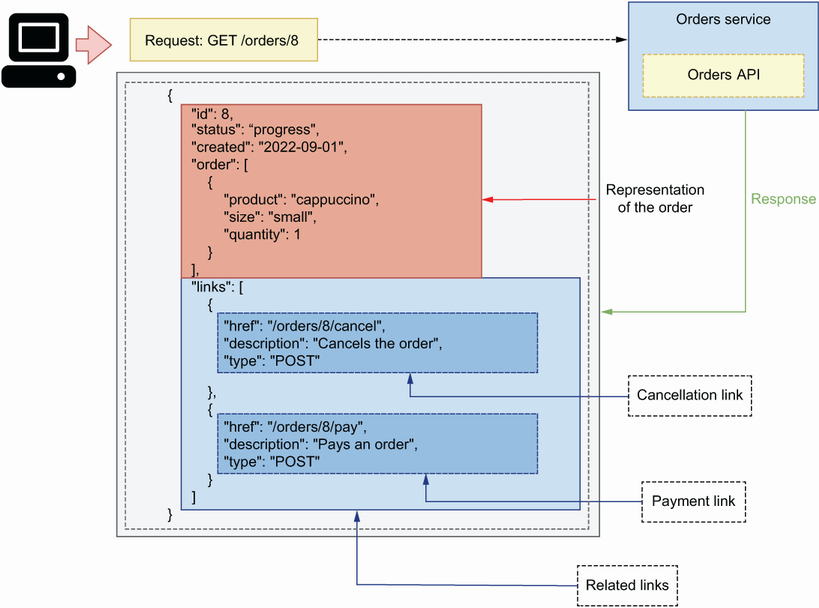 Request: GET /orders/8
Orders service
Orders API
{
"id": 8,
"status": “progress",
"created": "2022-09-01",
"order": [
{
"product": "cappuccino",
"size": "small",
"quantity": 1
}
],
"links": [
{
"href": "/orders/8/cancel",
"description": "Cancels the order",
"type": "POST"
},
{
"href": "/orders/8/pay",
"description": "Pays an order",
"type": "POST"
}
]
}
Representation
of the order
Response
Cancellation link
Payment link
Related links